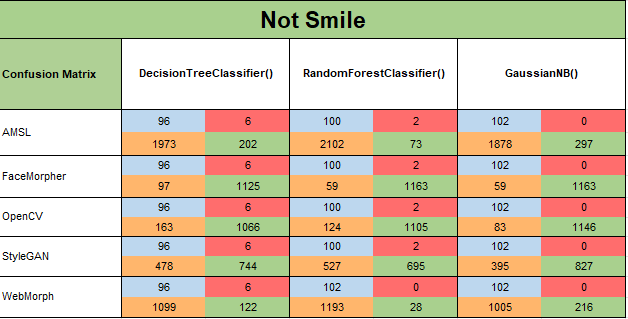 Not Smile
Confusion Matrix DecisionTreeClassifier() RandomForestClassifier() GaussianNB()
AMSL 96 6 100 2 102 0
1973 202 2102 73 1878 297
FaceMorpher 96 6 100 2 102 0
97 1125 59 1163 59 1163
OpenCV 96 6 100 2 102 0
163 1066 124 1105 83 1146
StyleGAN 96 6 100 2 102 0
478 744 527 695 395 827
WebMorph 96 6 102 0 102 0
1099 122 1193 28 1005 216